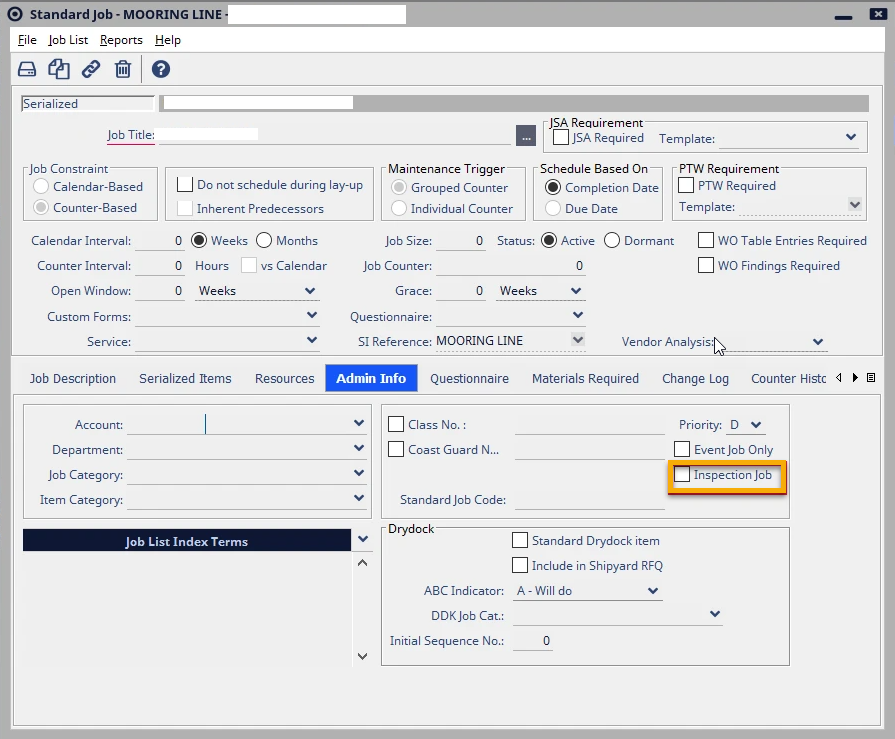 Standard Job - MOORING LINE -
File Job List Reports Help
Serialized
Job Title: ...
JSA Requirement
JSA Required Template:
Job Constraint
Calendar-Based
Counter-Based
Do not schedule during lay-up
Inherent Predecessors
Maintenance Trigger
Grouped Counter
Individual Counter
Schedule Based On
Completion Date
Due Date
PTW Requirement
PTW Required
Template:
Calendar Interval: 0 Weeks Months Job Size: 0 Status: Active Dormant WO Table Entries Required
Counter Interval: 0 Hours vs Calendar Job Counter: 0 WO Findings Required
Open Window: 0 Weeks Grace: 0 Weeks
Custom Forms: Questionnaire:
Service: SI Reference: MOORING LINE Vendor Analysis:
Job Description Serialized Items Resources Admin Info Questionnaire Materials Required Change Log Counter Histc
Account:
Department:
Job Category:
Item Category:
Class No. : Priority: D
Coast Guard N... Event Job Only
Inspection Job
Standard Job Code:
Job List Index Terms
Drydock
Standard Drydock item
Include in Shipyard RFQ
ABC Indicator: A - Will do
DDK Job Cat.:
Initial Sequence No.: 0